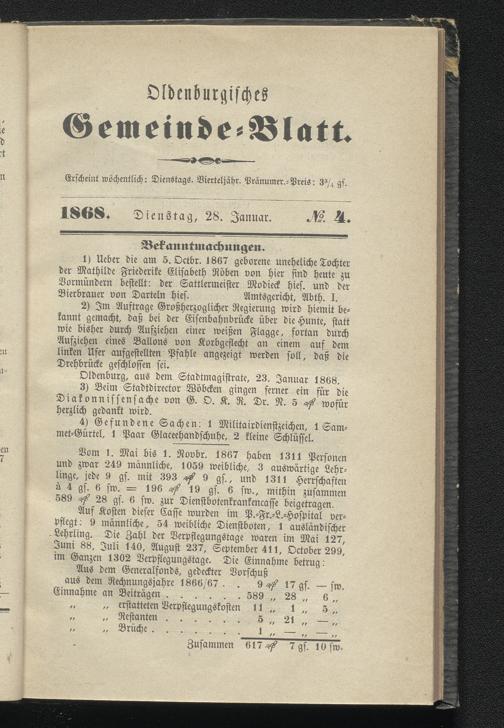 Oldenburgisches
Gemeinde=Blatt.
Erscheint wöchentlich: Dienstags. Vierteljähr. Pränumer.=Preis: 3¾ gf.
1868. Dienstag, 28. Januar. № 4.
Bekanntmachungen.
1) Ueber die am 5. Octbr. 1867 geborene uneheliche Tochter
der Mathilde Friederike Elisabeth Röben von hier sind heute zu
Vormündern bestellt: der Sattlermeister Modieck hies. und der
Bierbrauer von Darteln hies. Amtsgericht, Abth. I.
2) Im Auftrage Großherzoglicher Regierung wird hiemit be=
kannt gemacht, daß bei der Eisenbahnbrücke über die Hunte, statt
wie bisher durch Aufziehen einer weißen Flagge, fortan durch
Aufziehen eines Ballons von Korbgeflecht an einem auf dem
linken Ufer aufgestellten Pfahle angezeigt werden soll, daß die
Drehbrücke geschlossen sei.
Oldenburg, aus dem Stadtmagistrate, 23. Januar 1868.
3) Beim Stadtdirector Wöbcken gingen ferner ein für die
Diakonnissensache von G. O. K. R. Dr. N. 5 ₰ wofür
herzlich gedankt wird.
4) Gefundene Sachen: 1 Militairdienstzeichen, 1 Sam=
met=Gürtel, 1 Paar Glaceehandschuhe, 2 kleine Schlüssel.
Vom 1. Mai bis 1. Novbr. 1867 haben 1311 Personen
und zwar 249 männliche, 1059 weibliche, 3 auswärtige Lehr=
linge, jede 9 gf. mit 393 ₰ 9 gf., und 1311 Herrschaften
à 4 gf. 6 sw. = 196 ₰ 19 gf. 6 sw., mithin zusammen
589 ₰ 28 gf. 6 sw. zur Dienstbotenkrankencasse beigetragen.
Auf Kosten dieser Casse wurden im P.=Fr.=L.=Hospital ver=
pflegt: 9 männliche, 54 weibliche Dienstboten, 1 ausländischer
Lehrling. Die Zahl der Verpflegungstage waren im Mai 127,
Juni 88, Juli 140, August 237, September 411, October 299,
im Ganzen 1302 Verpflegungstage. Die Einnahme betrug:
Aus dem Generalfonds, gedeckter Vorschuß
aus dem Rechnungsjahre 1866/67 . . 9 ₰ 17 gf. — sw.
Einnahme an Beiträgen . . . . . 589 „ 28 „ 6 „
„ „ erstatteten Verpflegungskosten 11 „ 1 „ 5 „
„ „ Restanten . . . . . 5 „ 21 „ — „
„ „ Brüche . . . . . . 1 „ — „ — „
Zusammen 617 ₰ 7 gf. 10 sw.